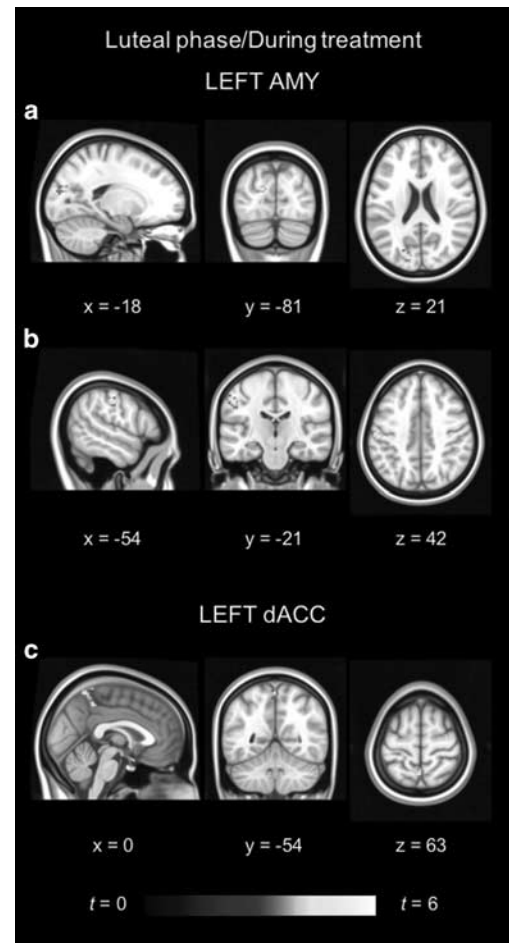 Luteal phase/During treatment
LEFT AMY
a
x = -18 y = -81 z = 21
b
x = -54 y = -21 z = 42
LEFT dACC
c
x = 0 y = -54 z = 63
t = 0 t = 6